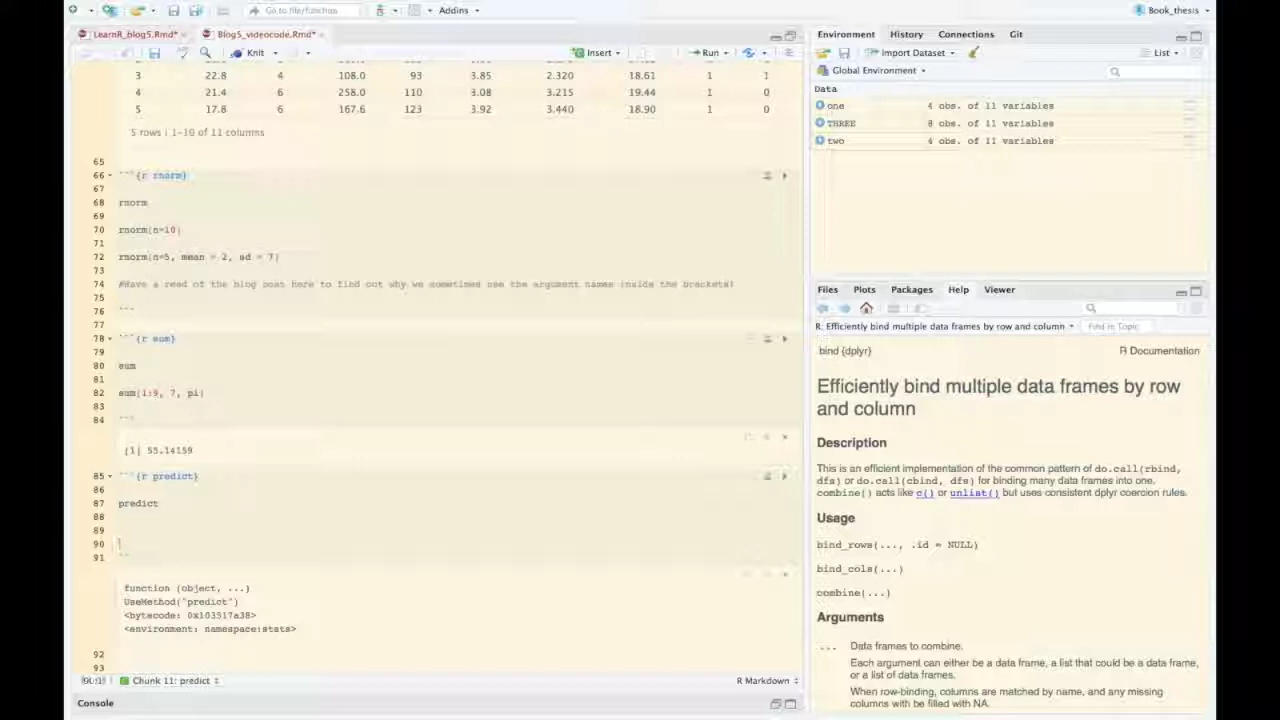 Go to file/function
Addins
Book_thesis
LearnR_blog5.Rmd*
Blog5_videocode.Rmd*
Knit
Insert
Run
3 22.8 4 108.0 93 3.85 2.320 18.61 1 1
4 21.4 6 258.0 110 3.08 3.215 19.44 1 0
5 17.8 6 167.6 123 3.92 3.440 18.90 1 0
5 rows | 1-10 of 11 columns
65
66 ```{r rnorm}
67
68 rnorm
69
70 rnorm(n=10)
71
72 rnorm(n=5, mean = 2, sd = 7)
73
74 #Have a read of the blog post here to find out why we sometimes use the argument names (inside the brackets)
75
76 ```
77
78 ```{r sum}
79
80 sum
81
82 sum(1:9, 7, pi)
83
84 ```
[1] 55.14159
85 ```{r predict}
86
87 predict
88
89
90
91 ```
function (object, ...)
UseMethod("predict")
<bytecode: 0x103517a38>
<environment: namespace:stats>
92
93
Chunk 11: predict
R Markdown
Console
Environment History Connections Git
Import Dataset
List
Global Environment
Data
one 4 obs. of 11 variables
THREE 8 obs. of 11 variables
two 4 obs. of 11 variables
Files Plots Packages Help Viewer
R: Efficiently bind multiple data frames by row and column
Find in Topic
bind {dplyr} R Documentation
Efficiently bind multiple data frames by row
and column
Description
This is an efficient implementation of the common pattern of do.call(rbind,
dfs) or do.call(cbind, dfs) for binding many data frames into one.
combine() acts like c() or unlist() but uses consistent dplyr coercion rules.
Usage
bind_rows(..., .id = NULL)
bind_cols(...)
combine(...)
Arguments
... Data frames to combine.
Each argument can either be a data frame, a list that could be a data frame,
or a list of data frames.
When row-binding, columns are matched by name, and any missing
columns with be filled with NA.